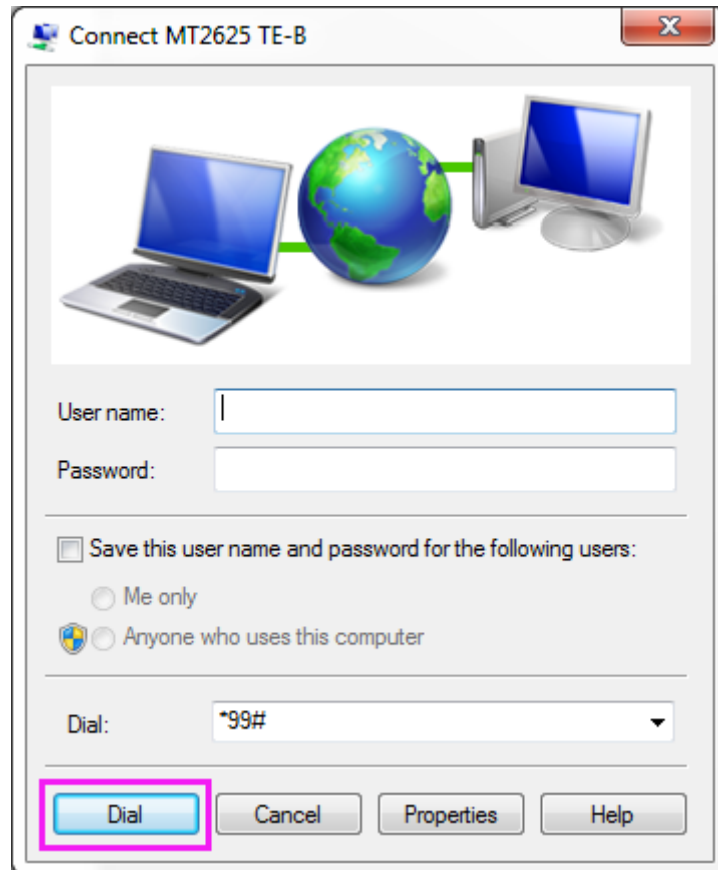 Connect MT2625 TE-B
User name:
Password:
Save this user name and password for the following users:
Me only
Anyone who uses this computer
Dial: *99#
Dial Cancel Properties Help